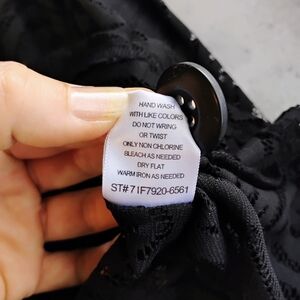 HAND WASH
WITH LIKE COLORS
DO NOT WRING
OR TWIST
ONLY NON CHLORINE
BLEACH AS NEEDED
DRY FLAT
WARM IRON AS NEEDED
ST# 71F7920-6561